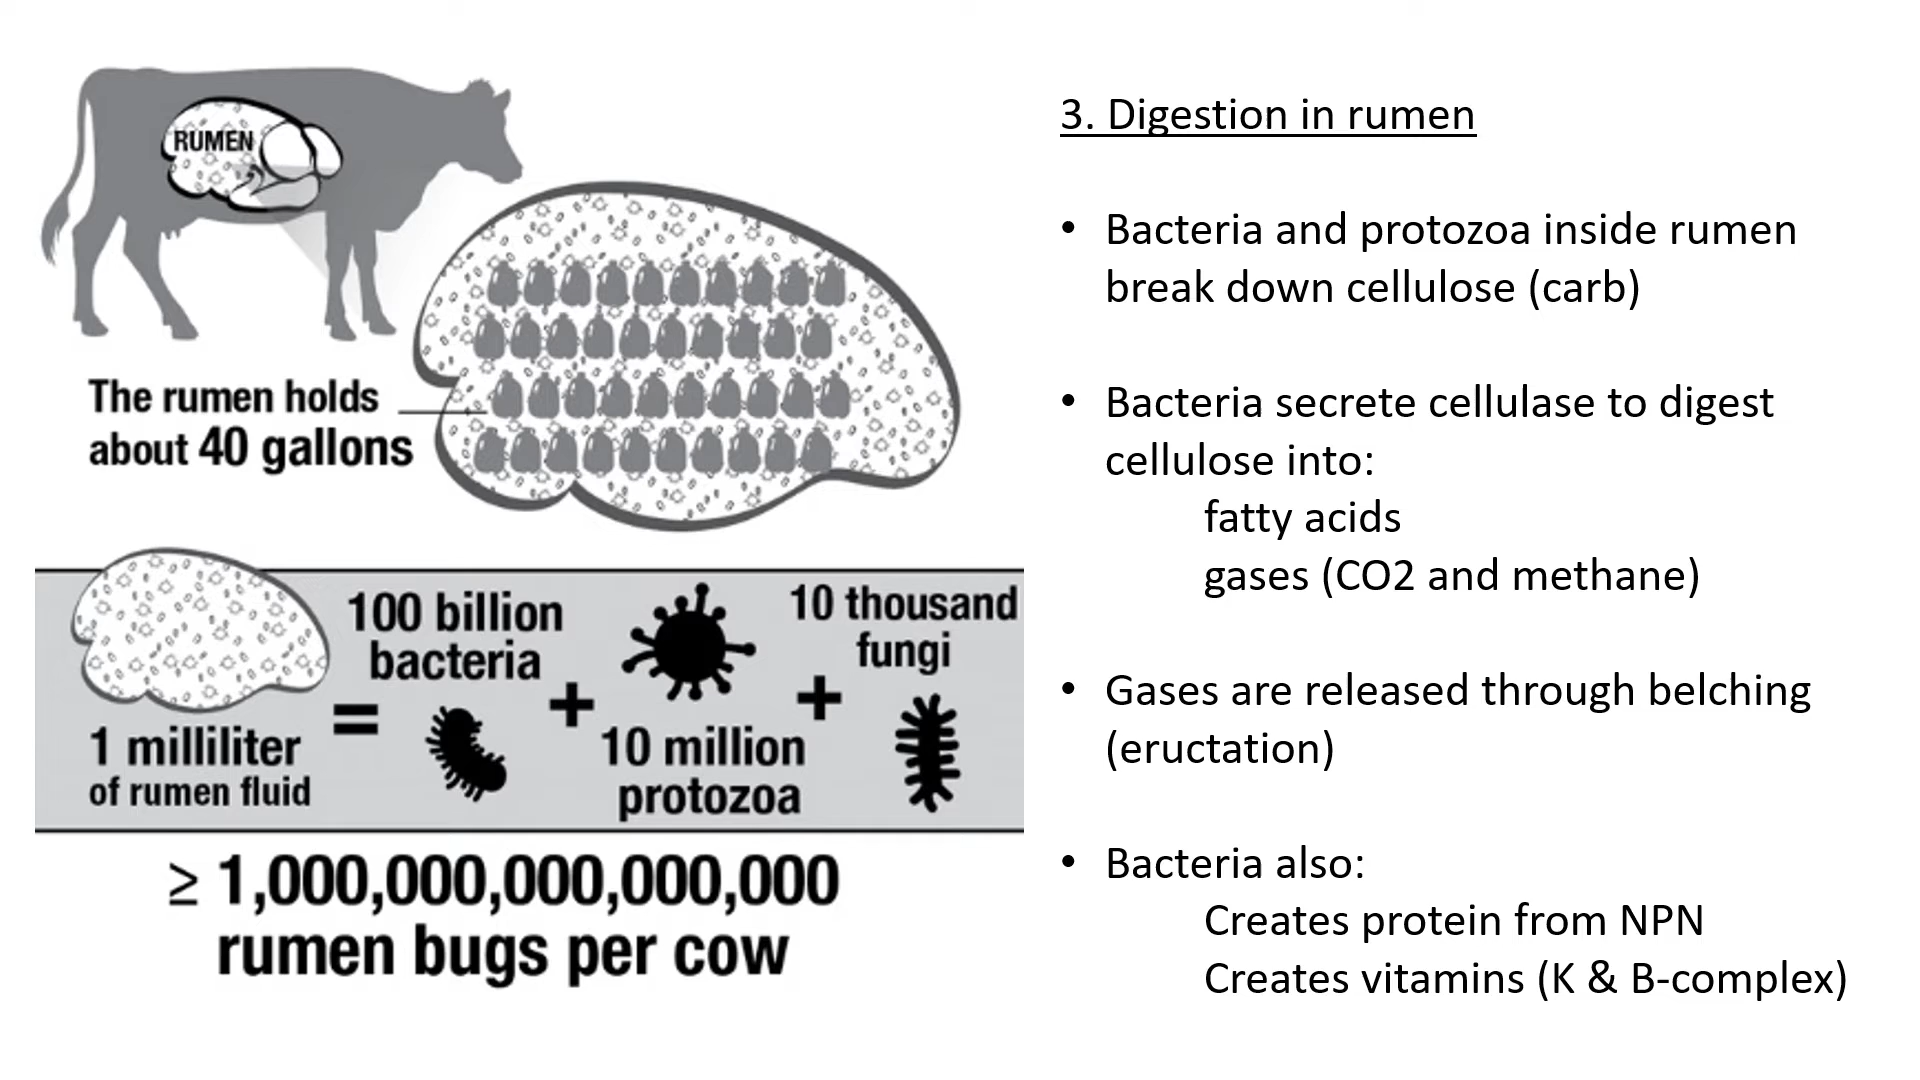 RUMEN
The rumen holds
about 40 gallons
100 billion
bacteria
10 thousand
fungi
+
+
=
1 milliliter
of rumen fluid
10 million
protozoa
≥ 1,000,000,000,000,000
rumen bugs per cow
3. Digestion in rumen
• Bacteria and protozoa inside rumen
break down cellulose (carb)
• Bacteria secrete cellulase to digest
cellulose into:
fatty acids
gases (CO2 and methane)
• Gases are released through belching
(eructation)
• Bacteria also:
Creates protein from NPN
Creates vitamins (K & B-complex)